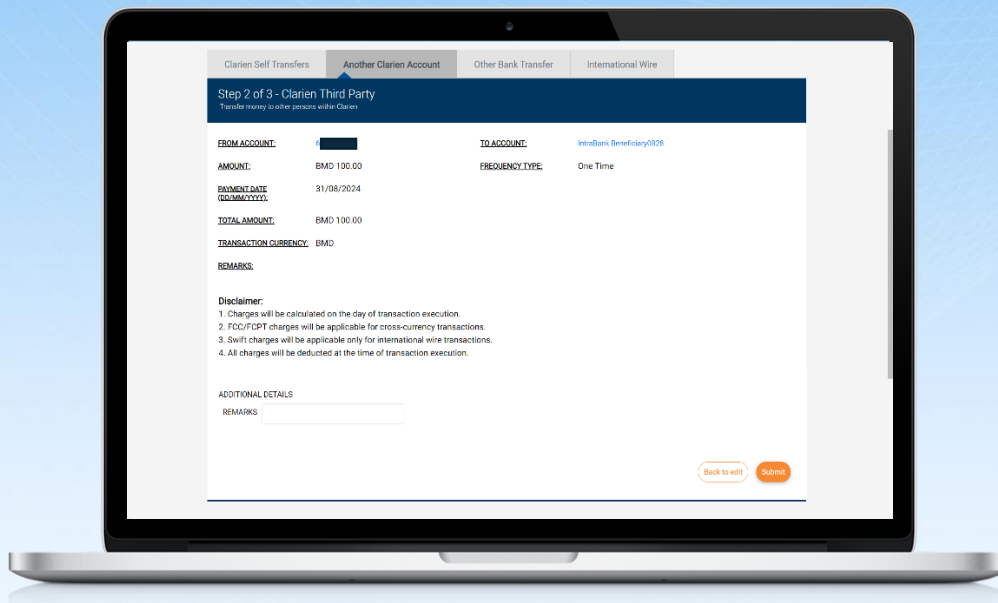 Clarien Self Transfers Another Clarien Account Other Bank Transfer International Wire
Step 2 of 3 - Clarien Third Party
Transfer money to other persons within Clarien
FROM ACCOUNT: 6 TO ACCOUNT: IntraBank Beneficiary0828
AMOUNT: BMD 100.00 FREQUENCY TYPE: One Time
PAYMENT DATE 31/08/2024
(DD/MM/YYYY):
TOTAL AMOUNT: BMD 100.00
TRANSACTION CURRENCY: BMD
REMARKS:
Disclaimer:
1. Charges will be calculated on the day of transaction execution.
2. FCC/FCPT charges will be applicable for cross-currency transactions.
3. Swift charges will be applicable only for international wire transactions.
4. All charges will be deducted at the time of transaction execution.
ADDITIONAL DETAILS
REMARKS
Back to edit Submit